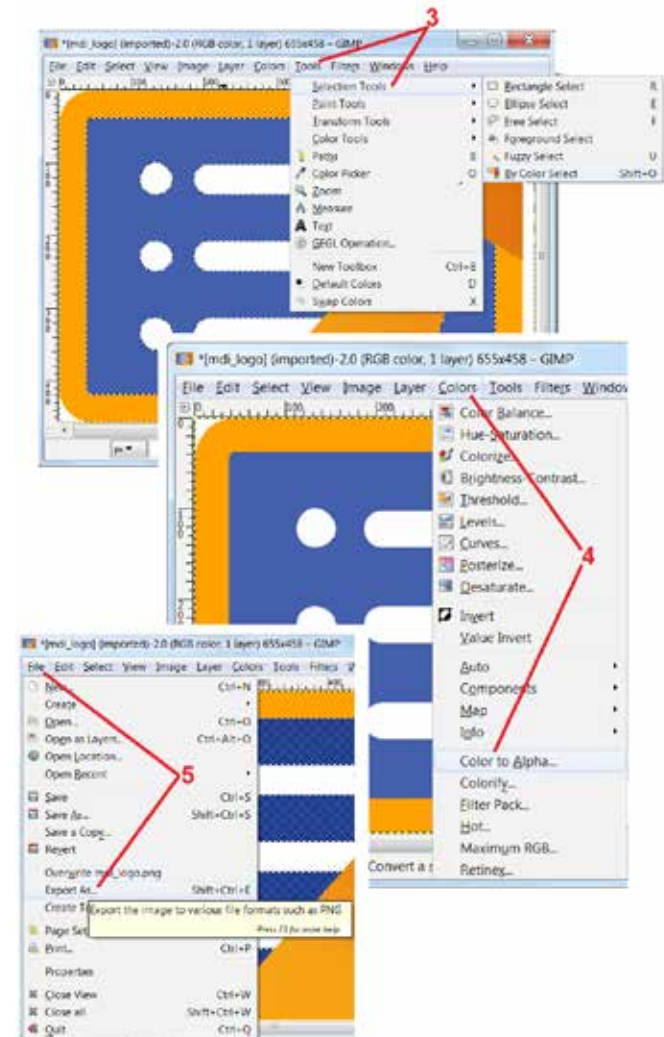 3
*[mdi_logo] (imported)-2.0 (RGB color, 1 layer) 655x458 – GIMP
File Edit Select View Image Layer Colors Tools Filters Windows Help
Selection Tools
Paint Tools
Transform Tools
Color Tools
Paths B
Color Picker O
Zoom
Measure
Text
GEGL Operation...
New Toolbox Ctrl+B
Default Colors D
Swap Colors X
Rectangle Select R
Ellipse Select E
Free Select F
Foreground Select
Fuzzy Select U
By Color Select Shift+O
px
*[mdi_logo] (imported)-2.0 (RGB color, 1 layer) 655x458 – GIMP
File Edit Select View Image Layer Colors Tools Filters Window
Color Balance...
Hue-Saturation...
Colorize...
Brightness-Contrast...
Threshold...
Levels...
Curves...
Posterize...
Desaturate...
Invert
Value Invert
Auto
Components
Map
Info
Color to Alpha...
Colorify...
Filter Pack...
Hot...
Maximum RGB...
Retinex...
4
Convert a s
*[mdi_logo] (imported)-2.0 (RGB color, 1 layer) 655x458 – GIMP
File Edit Select View Image Layer Colors Tools Filters W
New... Ctrl+N
Create
Open... Ctrl+O
Open as Layers... Ctrl+Alt+O
Open Location...
Open Recent
Save Ctrl+S
Save As... Shift+Ctrl+S
Save a Copy...
Revert
Overwrite mdi_logo.png
Export As... Shift+Ctrl+E
Create T
Export the image to various file formats such as PNG
Press F1 for more help
Page Set
Print... Ctrl+P
Properties
Close View Ctrl+W
Close all Shift+Ctrl+W
Quit Ctrl+Q
5